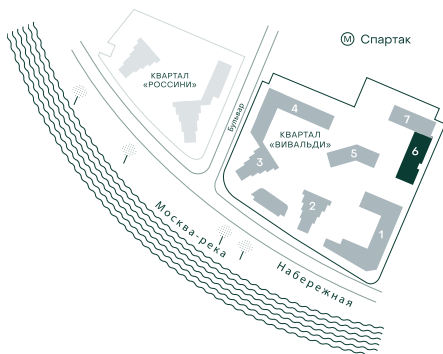 М Спартак
КВАРТАЛ
«РОССИНИ»
Бульвар
4
7
КВАРТАЛ
«ВИВАЛЬДИ»
6
5
3
2
1
Москва-река
Набережная